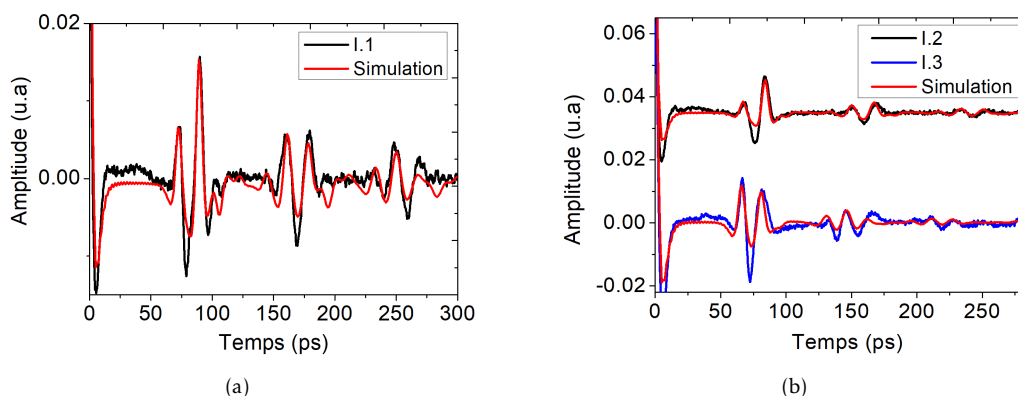 0.02
0.00
Amplitude (u.a)
I.1
Simulation
0 50 100 150 200 250 300
Temps (ps)
(a)
0.06
0.04
0.02
0.00
-0.02
Amplitude (u.a)
I.2
I.3
Simulation
0 50 100 150 200 250
Temps (ps)
(b)